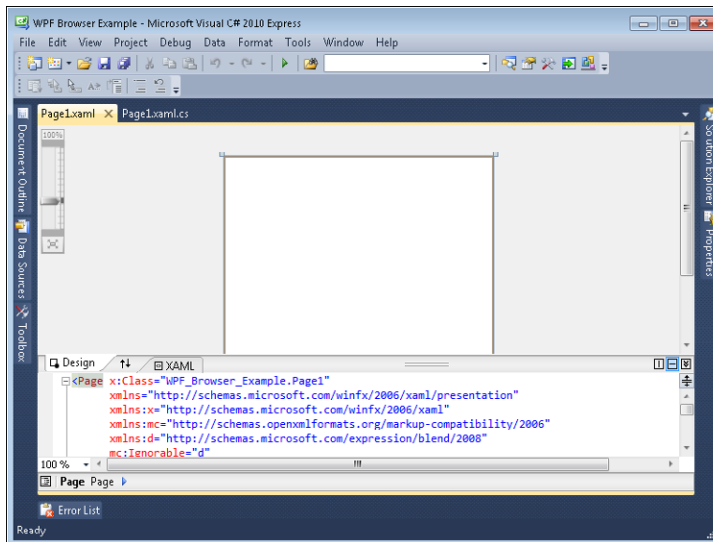 WPF Browser Example - Microsoft Visual C# 2010 Express
File Edit View Project Debug Data Format Tools Window Help
Page1.xaml Page1.xaml.cs
Document Outline
Data Sources
Toolbox
100%
Solution Explorer
Properties
Design XAML
<Page x:Class="WPF_Browser_Example.Page1"
xmlns="http://schemas.microsoft.com/winfx/2006/xaml/presentation"
xmlns:x="http://schemas.microsoft.com/winfx/2006/xaml"
xmlns:mc="http://schemas.openxmlformats.org/markup-compatibility/2006"
xmlns:d="http://schemas.microsoft.com/expression/blend/2008"
mc:Ignorable="d"
100 %
Page Page
Error List
Ready